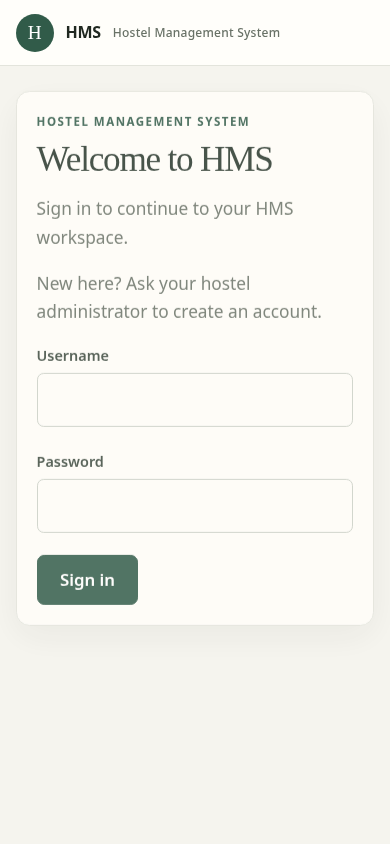 H HMS Hostel Management System
HOSTEL MANAGEMENT SYSTEM
Welcome to HMS
Sign in to continue to your HMS
workspace.
New here? Ask your hostel
administrator to create an account.
Username
Password
Sign in